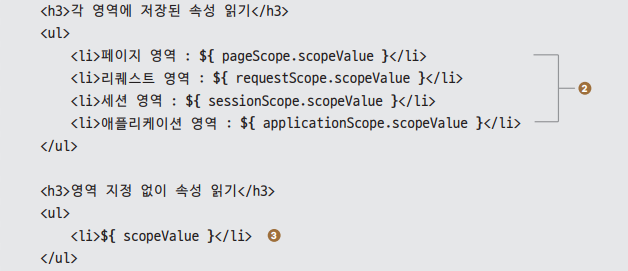 <h3>각 영역에 저장된 속성 읽기</h3>
<ul>
    <li>페이지 영역 : ${ pageScope.scopeValue }</li>
    <li>리퀘스트 영역 : ${ requestScope.scopeValue }</li>
    <li>세션 영역 : ${ sessionScope.scopeValue }</li> ❷
    <li>애플리케이션 영역 : ${ applicationScope.scopeValue }</li>
</ul>

<h3>영역 지정 없이 속성 읽기</h3>
<ul>
    <li>${ scopeValue }</li> ❸
</ul>